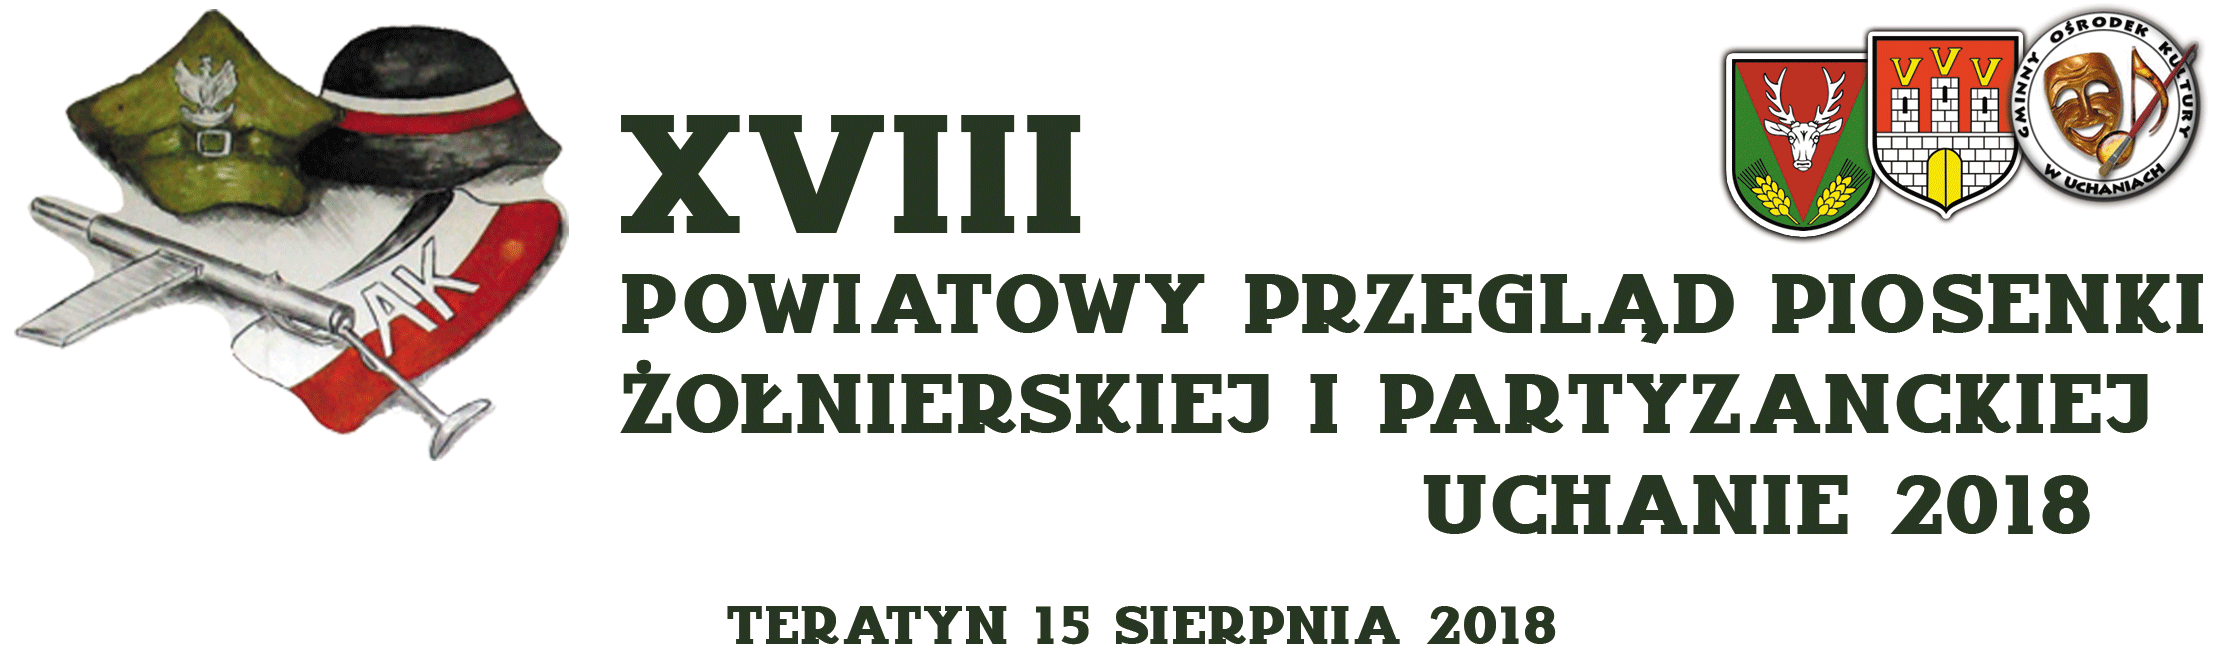 GMINNY OŚRODEK KULTURY
W UCHANIACH
XVIII
POWIATOWY PRZEGLĄD PIOSENKI
ŻOŁNIERSKIEJ I PARTYZANCKIEJ
UCHANIE 2018
AK
TERATYN 15 SIERPNIA 2018